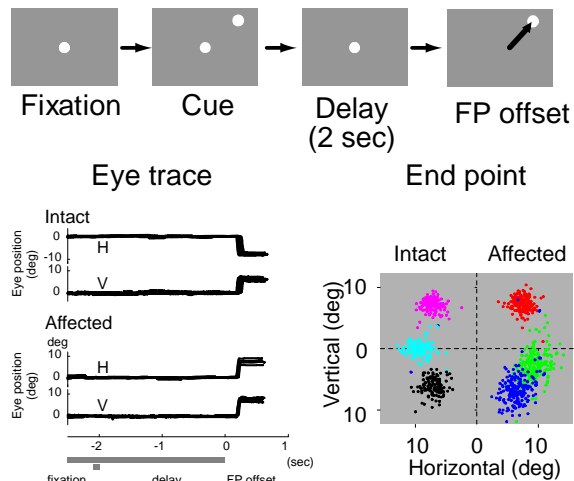 Fixation
Cue
Delay
(2 sec)
FP offset
Eye trace
End point
Intact
Eye position
(deg)
0
-10
H
10
0
V
Affected
deg
Eye position
(deg)
10
0
H
10
0
V
-2
-1
0
1
(sec)
fixation
delay
FP offset
Intact
Affected
Vertical (deg)
10
0
10
10
0
10
Horizontal (deg)